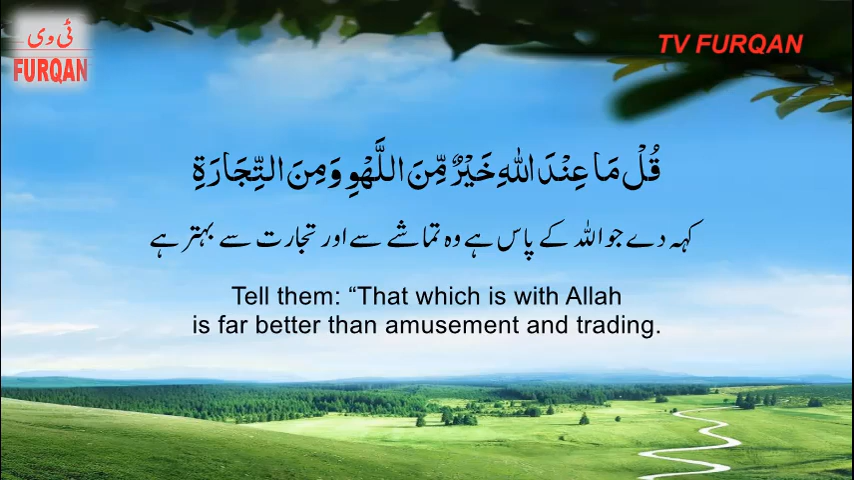 ٹی وی
FURQAN
TV FURQAN
قُلْ مَا عِنْدَ اللّٰهِ خَيْرٌ مِّنَ اللَّهْوِ وَمِنَ التِّجَارَةِ
کہہ دے جو اللہ کے پاس ہے وہ تماشے سے اور تجارت سے بہتر ہے
Tell them: “That which is with Allah
is far better than amusement and trading.